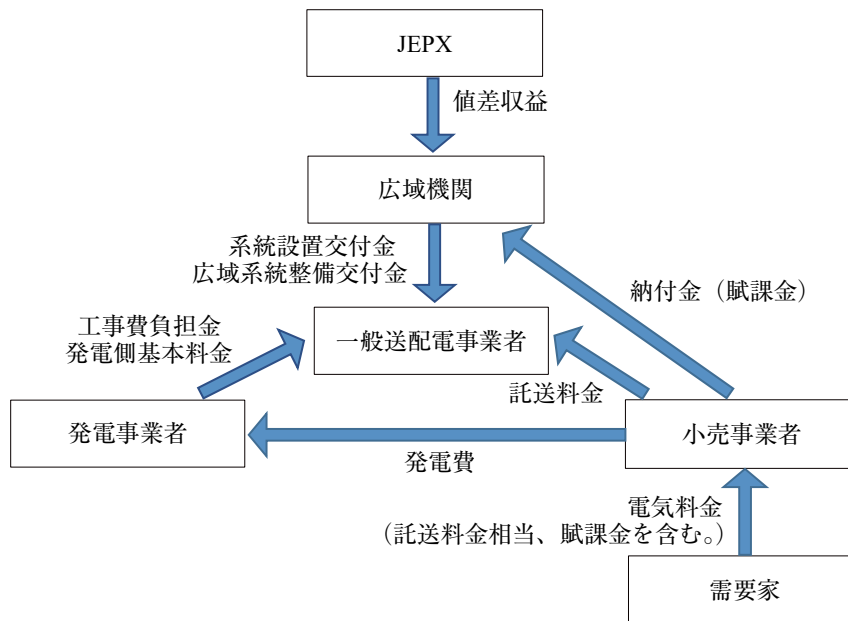 JEPX
値差収益
広域機関
系統設置交付金
広域系統整備交付金
納付金（賦課金）
工事費負担金
発電側基本料金
一般送配電事業者
託送料金
発電事業者
小売事業者
発電費
電気料金
（託送料金相当、賦課金を含む。）
需要家